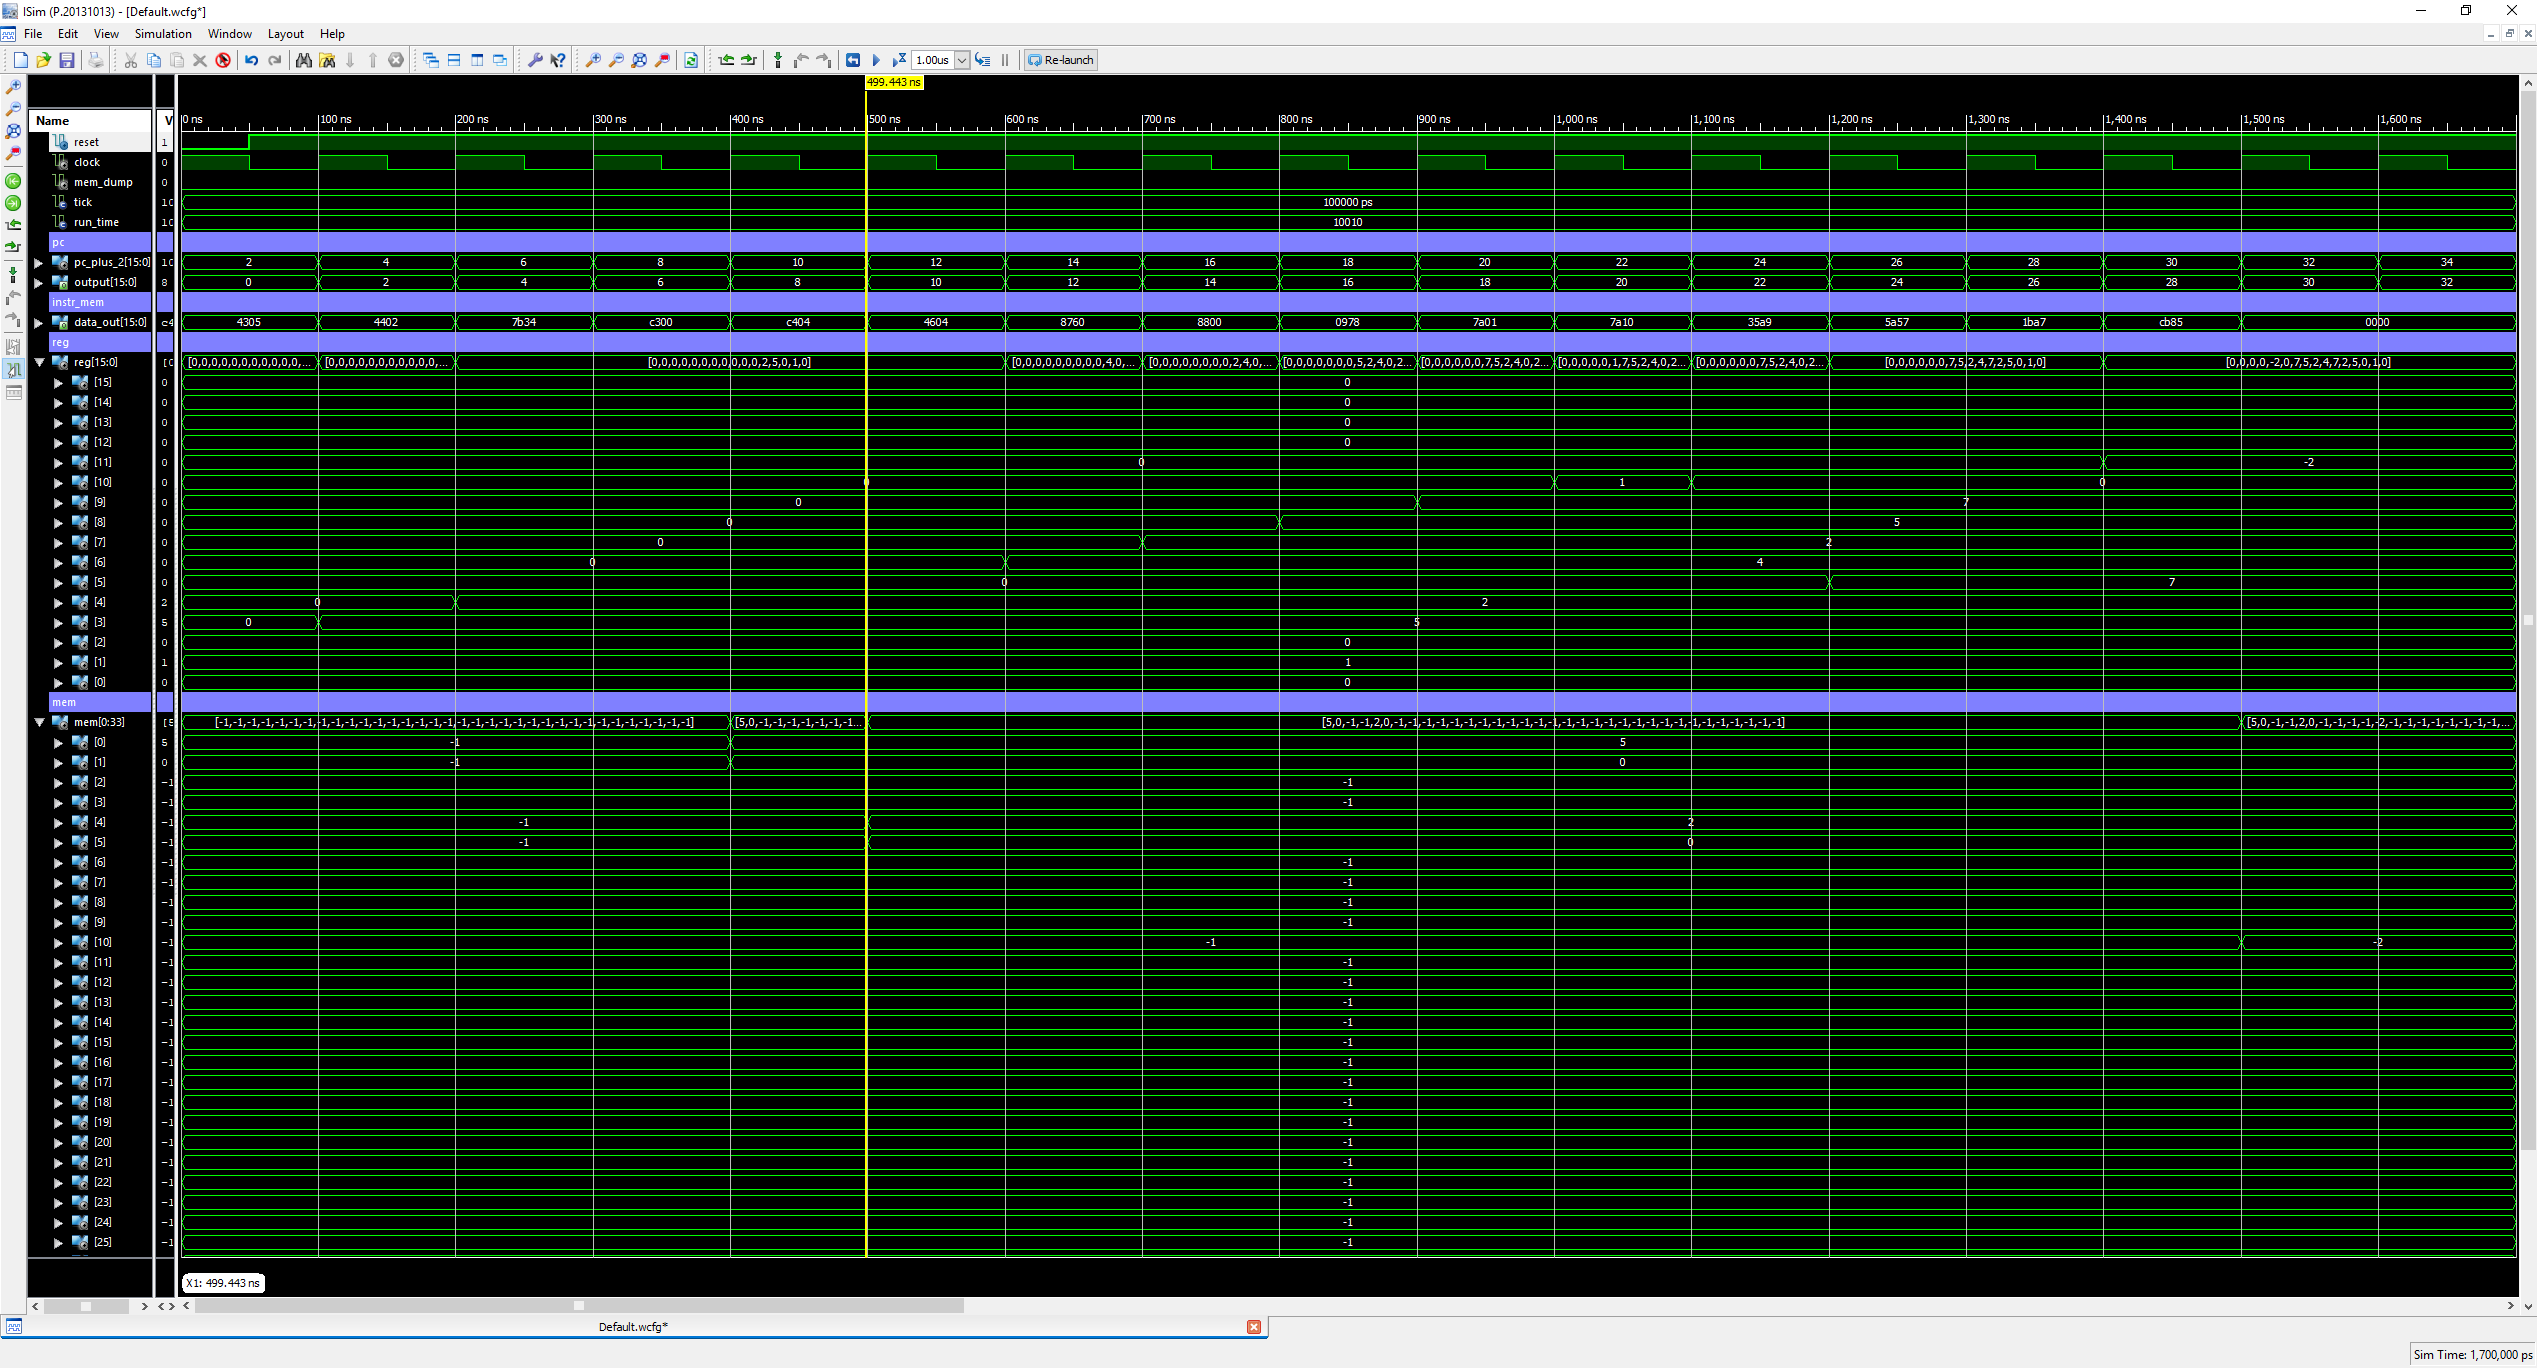 ISim (P.20131013) - [Default.wcfg*]
File Edit View Simulation Window Layout Help
1.00us Re-launch
499.443 ns
Name V 0 ns 100 ns 200 ns 300 ns 400 ns 500 ns 600 ns 700 ns 800 ns 900 ns 1,000 ns 1,100 ns 1,200 ns 1,300 ns 1,400 ns 1,500 ns 1,600 ns
reset 1
clock 0
mem_dump 0
tick 10 100000 ps
run_time 10 10010
pc
pc_plus_2[15:0] 10 2 4 6 8 10 12 14 16 18 20 22 24 26 28 30 32 34
output[15:0] 8 0 2 4 6 8 10 12 14 16 18 20 22 24 26 28 30 32
instr_mem
data_out[15:0] c4 4305 4402 7b34 c300 c404 4604 8760 8800 0978 7a01 7a10 35a9 5a57 1ba7 cb85 0000
reg
reg[15:0] [0 [0,0,0,0,0,0,0,0,0,0,0,... [0,0,0,0,0,0,0,0,0,0,0,... [0,0,0,0,0,0,0,0,0,0,0,2,5,0,1,0] [0,0,0,0,0,0,0,0,0,4,0,... [0,0,0,0,0,0,0,0,2,4,0,... [0,0,0,0,0,0,0,5,2,4,0,2... [0,0,0,0,0,0,7,5,2,4,0,2... [0,0,0,0,0,1,7,5,2,4,0,2... [0,0,0,0,0,0,7,5,2,4,0,2... [0,0,0,0,0,0,7,5,2,4,7,2,5,0,1,0] [0,0,0,0,-2,0,7,5,2,4,7,2,5,0,1,0]
[15] 0 0
[14] 0 0
[13] 0 0
[12] 0 0
[11] 0 0 -2
[10] 0 0 1 0
[9] 0 0 7
[8] 0 0 5
[7] 0 0 2
[6] 0 0 4
[5] 0 0 7
[4] 2 0 2
[3] 5 0 5
[2] 0 0
[1] 1 1
[0] 0 0
mem
mem[0:33] [5 [-1,-1,-1,-1,-1,-1,-1,-1,-1,-1,-1,-1,-1,-1,-1,-1,-1,-1,-1,-1,-1,-1,-1,-1,-1,-1,-1,-1,-1,-1,-1,-1,-1,-1] [5,0,-1,-1,-1,-1,-1,-1,-1... [5,0,-1,-1,2,0,-1,-1,-1,-1,-1,-1,-1,-1,-1,-1,-1,-1,-1,-1,-1,-1,-1,-1,-1,-1,-1,-1,-1,-1,-1,-1,-1,-1] [5,0,-1,-1,2,0,-1,-1,-1,-1,-2,-1,-1,-1,-1,-1,-1,-1,-1,...
[0] 5 -1 5
[1] 0 -1 0
[2] -1 -1
[3] -1 -1
[4] -1 -1 2
[5] -1 -1 0
[6] -1 -1
[7] -1 -1
[8] -1 -1
[9] -1 -1
[10] -1 -1 -2
[11] -1 -1
[12] -1 -1
[13] -1 -1
[14] -1 -1
[15] -1 -1
[16] -1 -1
[17] -1 -1
[18] -1 -1
[19] -1 -1
[20] -1 -1
[21] -1 -1
[22] -1 -1
[23] -1 -1
[24] -1 -1
[25] -1 -1
X1: 499.443 ns
Default.wcfg*
Sim Time: 1,700,000 ps